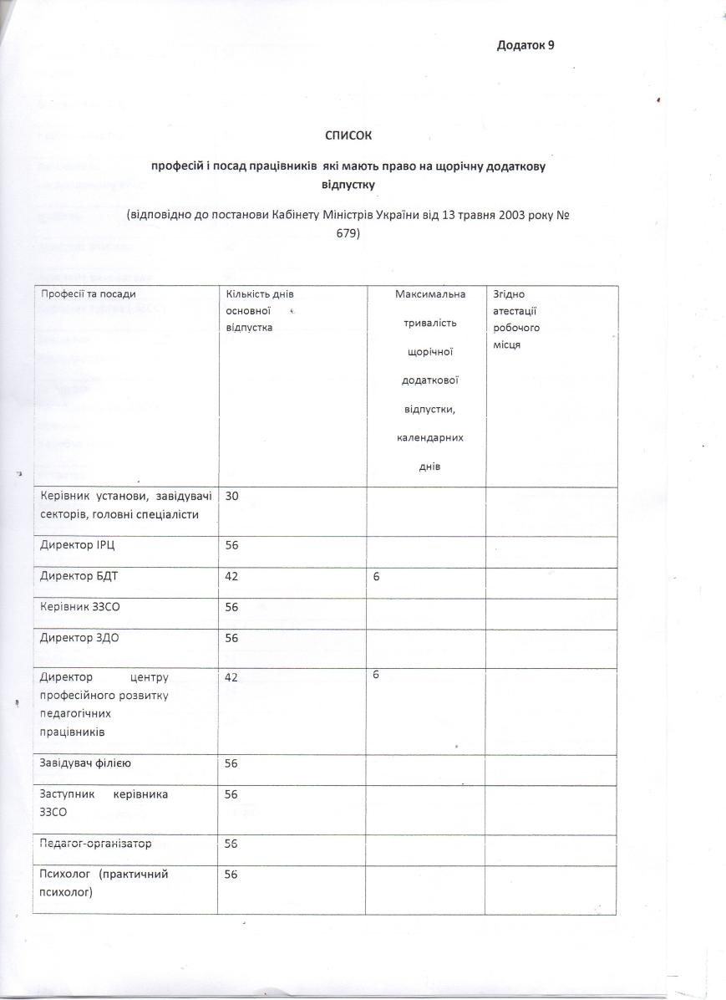 Додаток 9
СПИСОК
професій і посад працівників які мають право на щорічну додаткову
відпустку
(відповідно до постанови Кабінету Міністрів України від 13 травня 2003 року №
679)
Професії та посади
Кількість днів
основної
відпустка
Максимальна
тривалість
щорічної
додаткової
відпустки,
календарних
днів
Згідно
атестації
робочого
місця
Керівник установи, завідувачі
секторів, головні спеціалісти
30
Директор ІРЦ
56
Директор БДТ
42
6
Керівник ЗЗСО
56
Директор ЗДО
56
Директор центру
професійного розвитку
педагогічних
працівників
42
6
Завідувач філією
56
Заступник керівника
ЗЗСО
56
Педагог-організатор
56
Психолог (практичний
психолог)
56